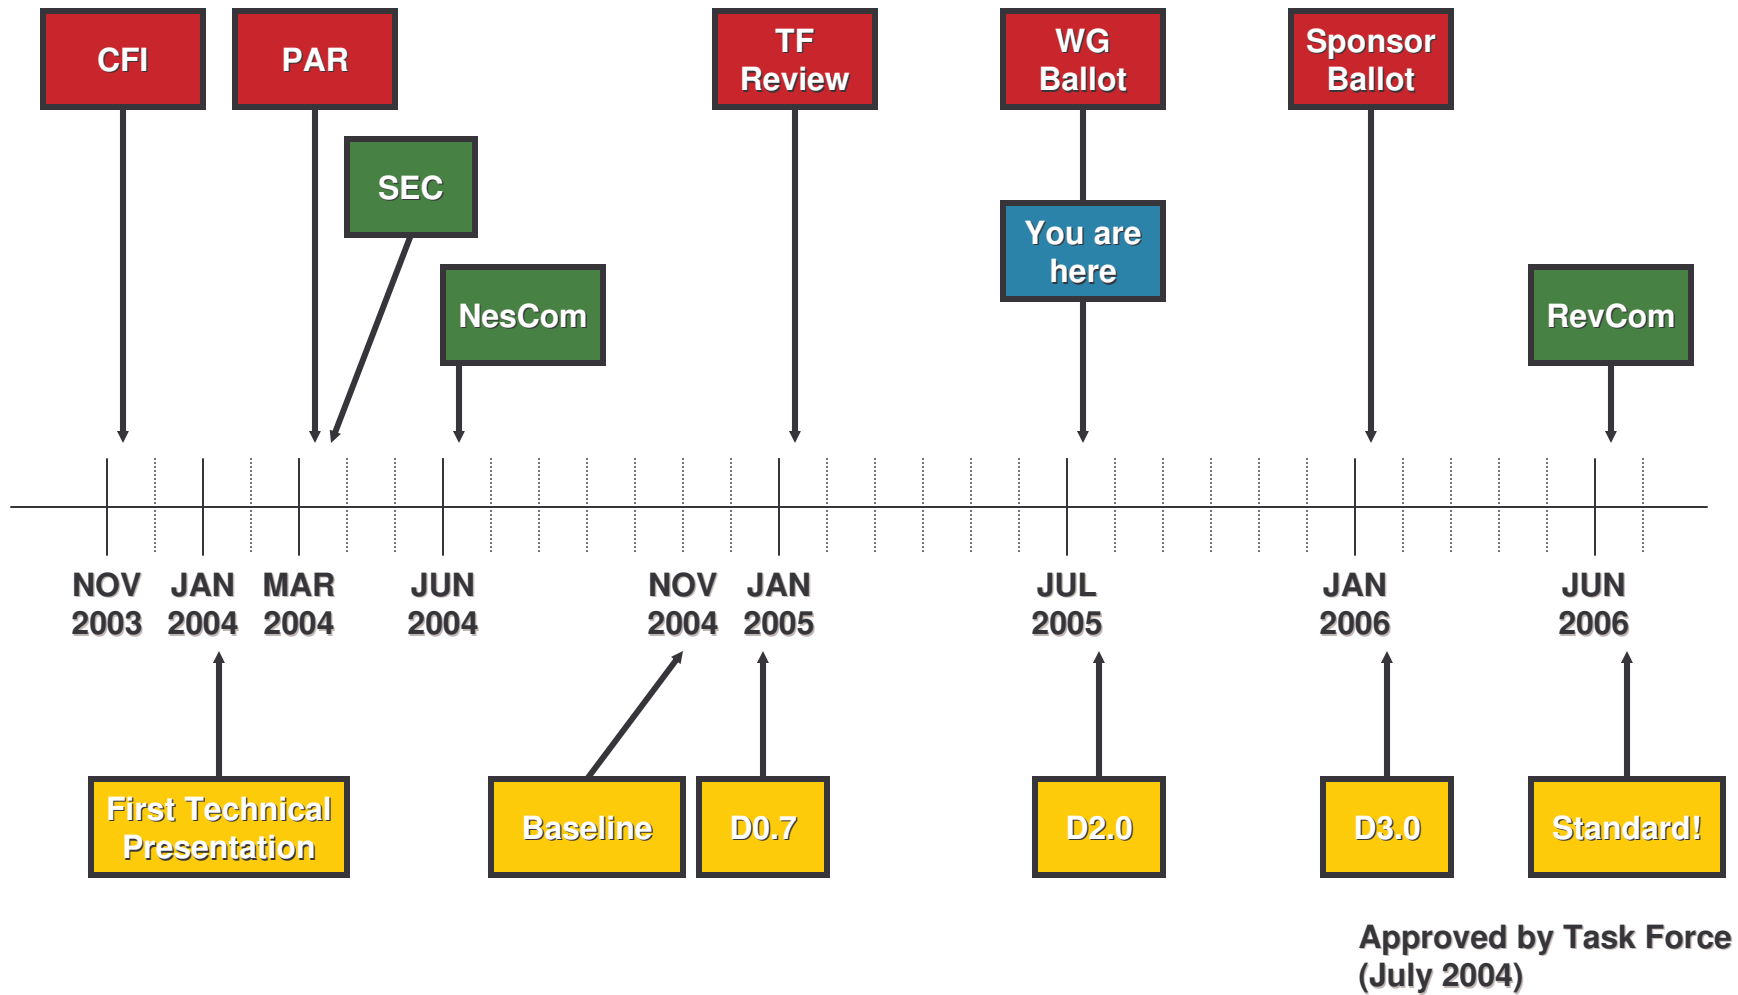 CFI
PAR
TF
Review
WG
Ballot
Sponsor
Ballot
SEC
You are
here
NesCom
RevCom
NOV
2003
JAN
2004
MAR
2004
JUN
2004
NOV
2004
JAN
2005
JUL
2005
JAN
2006
JUN
2006
First Technical
Presentation
Baseline
D0.7
D2.0
D3.0
Standard!
Approved by Task Force
(July 2004)